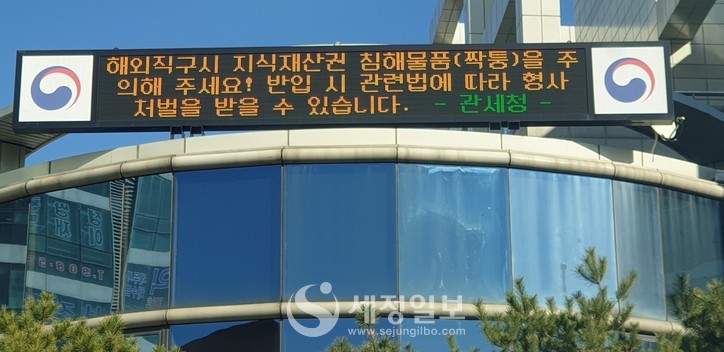 해외직구시 지식재산권 침해물품(짝퉁)을 주
의해 주세요! 반입 시 관련법에 따라 형사
처벌을 받을 수 있습니다. - 관세청 -
세정일보
www.sejungilbo.com